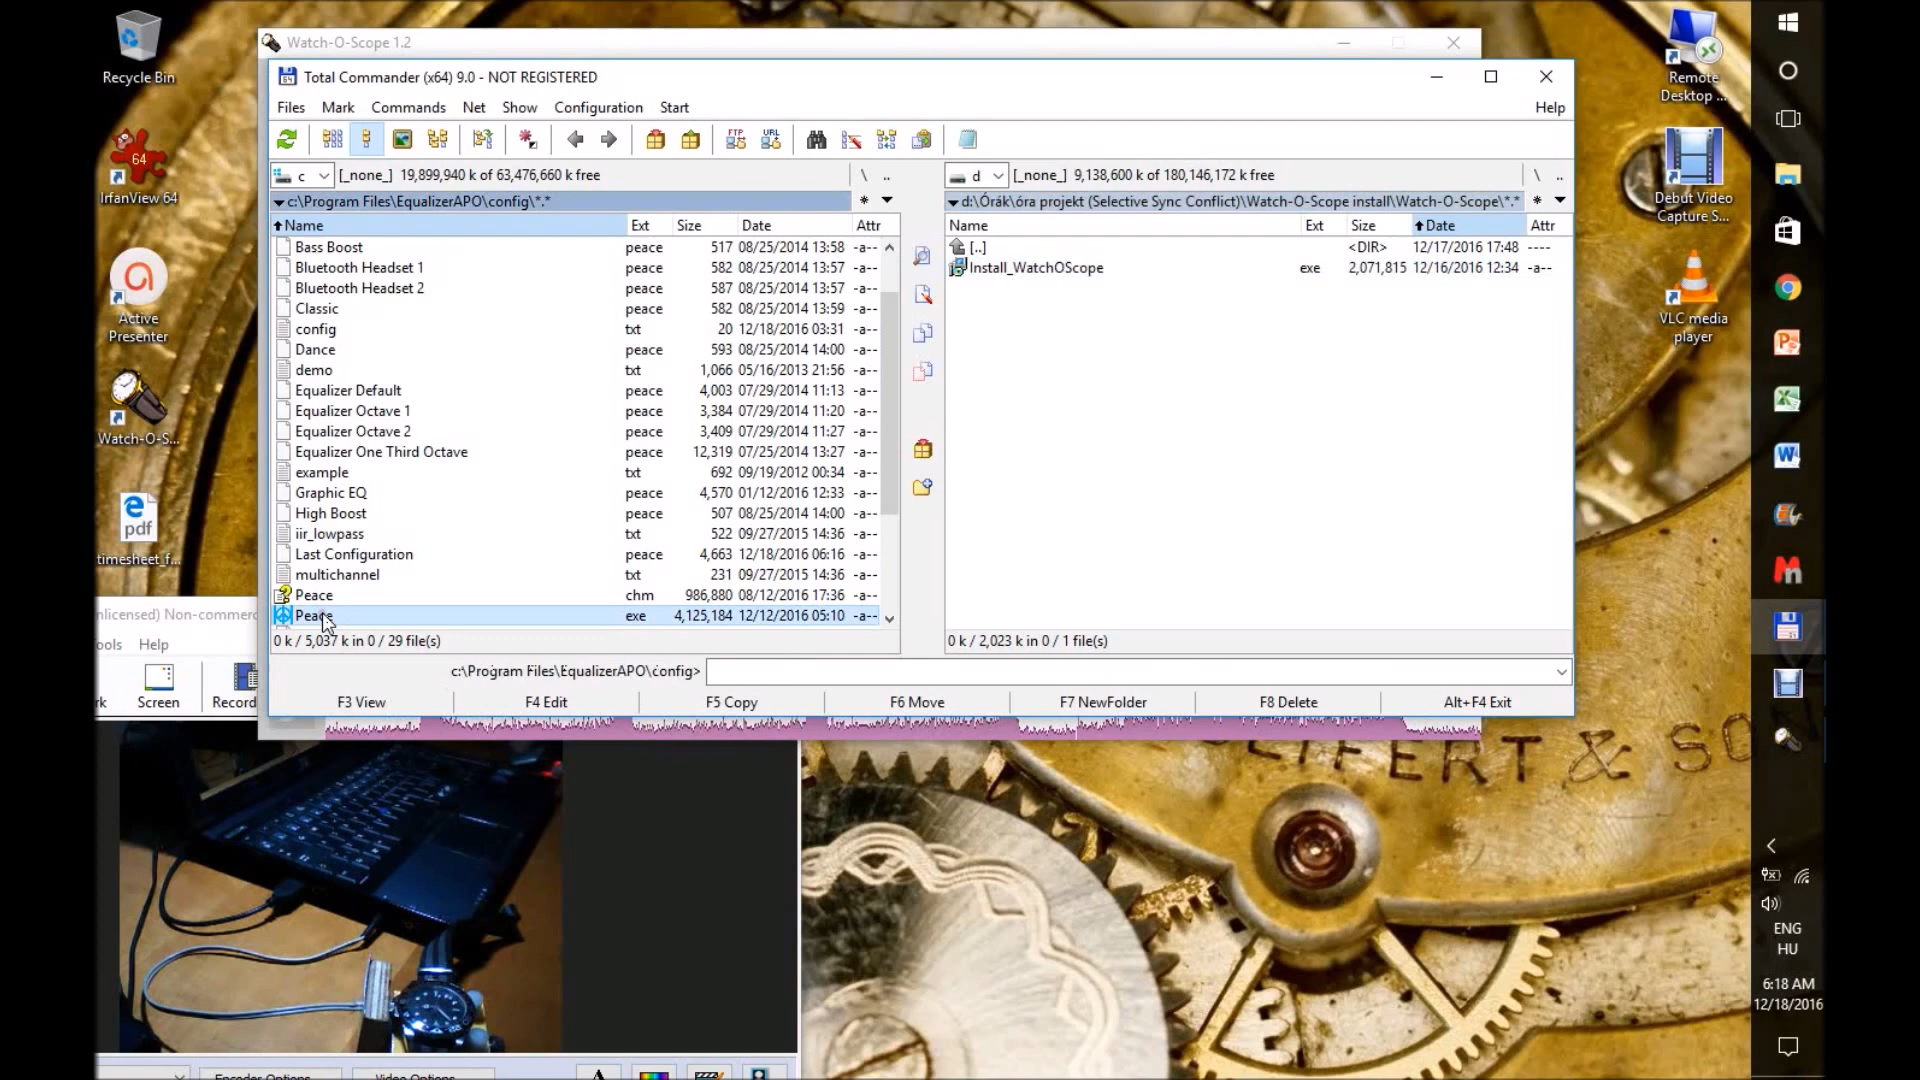 Recycle Bin
IrfanView 64
64
Active
Presenter
Watch-O-S...
pdf
timesheet_f...
Watch-O-Scope 1.2
Total Commander (x64) 9.0 - NOT REGISTERED
Files Mark Commands Net Show Configuration Start Help
FTP URL
c [_none_] 19,899,940 k of 63,476,660 k free \ ..
d [_none_] 9,138,600 k of 180,146,172 k free \ ..
c:\Program Files\EqualizerAPO\config\*.* *
d:\Órák\óra projekt (Selective Sync Conflict)\Watch-O-Scope install\Watch-O-Scope\*.* *
Name Ext Size Date Attr
Bass Boost peace 517 08/25/2014 13:58 -a--
Bluetooth Headset 1 peace 582 08/25/2014 13:57 -a--
Bluetooth Headset 2 peace 587 08/25/2014 13:57 -a--
Classic peace 582 08/25/2014 13:59 -a--
config txt 20 12/18/2016 03:31 -a--
Dance peace 593 08/25/2014 14:00 -a--
demo txt 1,066 05/16/2013 21:56 -a--
Equalizer Default peace 4,003 07/29/2014 11:13 -a--
Equalizer Octave 1 peace 3,384 07/29/2014 11:20 -a--
Equalizer Octave 2 peace 3,409 07/29/2014 11:27 -a--
Equalizer One Third Octave peace 12,319 07/25/2014 13:27 -a--
example txt 692 09/19/2012 00:34 -a--
Graphic EQ peace 4,570 01/12/2016 12:33 -a--
High Boost peace 507 08/25/2014 14:00 -a--
iir_lowpass txt 522 09/27/2015 14:36 -a--
Last Configuration peace 4,663 12/18/2016 06:16 -a--
multichannel txt 231 09/27/2015 14:36 -a--
Peace chm 986,880 08/12/2016 17:36 -a--
Peace exe 4,125,184 12/12/2016 05:10 -a--
0 k / 5,037 k in 0 / 29 file(s)
Name Ext Size Date Attr
[..] <DIR> 12/17/2016 17:48 ----
Install_WatchOScope exe 2,071,815 12/16/2016 12:34 -a--
0 k / 2,023 k in 0 / 1 file(s)
c:\Program Files\EqualizerAPO\config>
F3 View F4 Edit F5 Copy F6 Move F7 NewFolder F8 Delete Alt+F4 Exit
nlicensed) Non-commerc
ools Help
rk Screen Record
Encoder Options Video Options
SEIFERT & SO
Remote
Desktop ...
Debut Video
Capture S...
VLC media
player
ENG
HU
6:18 AM
12/18/2016